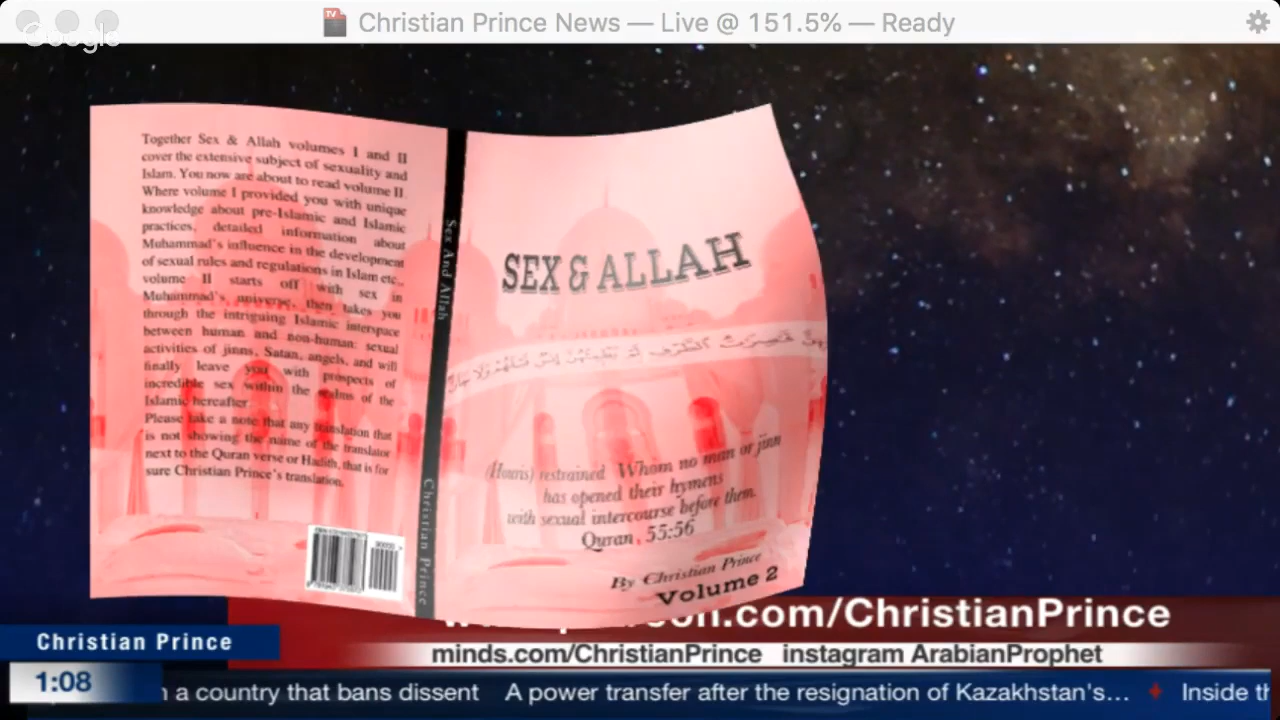 Christian Prince News — Live @ 151.5% — Ready
Google
Together Sex & Allah volumes I and II
cover the extensive subject of sexuality and
Islam. You now are about to read volume II.
Where volume I provided you with unique
knowledge about pre-Islamic and Islamic
practices, detailed information about
Muhammad's influence in the development
of sexual rules and regulations in Islam etc.,
volume II starts off with sex in
Muhammad's, universe, then takes you
through the intriguing Islamic interspace
between human and non-human: sexual
activities of jinns, Satan, angels, and will
finally leave you with prospects of
incredible sex within the realms of the
Islamic hereafter.
Please take a note that any translation that
is not showing the name of the translator
next to the Quran verse or Hadith, that is for
sure Christian Prince's translation.
Sex And Allah
Christian Prince
SEX & ALLAH
قَصِرَتُ الطَّرْفِ لَمْ يَطْمِثْهُنَّ إِنْسٌ قَبْلَهُمْ وَلَا جَانٌّ
(Houris) restrained Whom no man or jinn
has opened their hymens
with sexual intercourse before them.
Quran, 55:56
By Christian Prince
Volume 2
.com/ChristianPrince
Christian Prince
minds.com/ChristianPrince instagram ArabianProphet
1:08
a country that bans dissent A power transfer after the resignation of Kazakhstan's... Inside